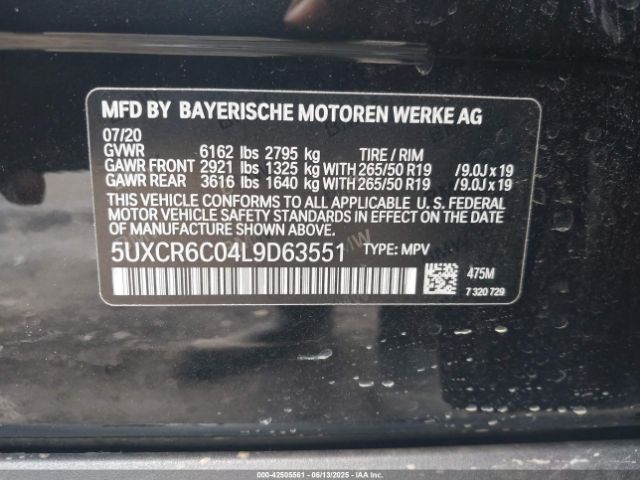 MFD BY BAYERISCHE MOTOREN WERKE AG
07/20
GVWR 6162 lbs 2795 kg TIRE / RIM
GAWR FRONT 2921 lbs 1325 kg WITH 265/50 R19 /9.0J x 19
GAWR REAR 3616 lbs 1640 kg WITH 265/50 R19 /9.0J x 19
THIS VEHICLE CONFORMS TO ALL APPLICABLE U. S. FEDERAL
MOTOR VEHICLE SAFETY STANDARDS IN EFFECT ON THE DATE
OF MANUFACTURE SHOWN ABOVE.
5UXCR6C04L9D63551 TYPE: MPV
475M
7 320 729
000-42505561 - 06/13/2025 - IAAI.COM